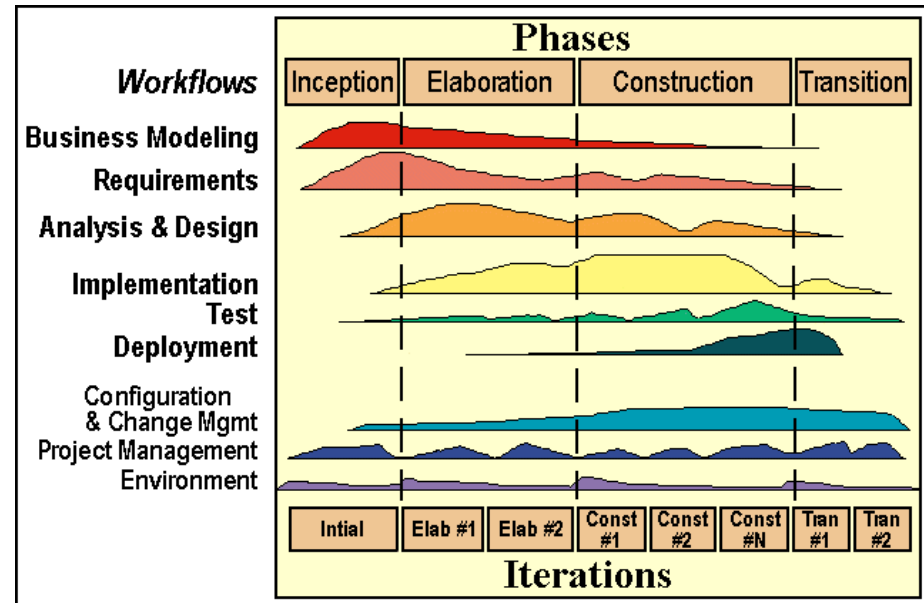 Phases
Workflows
Inception
Elaboration
Construction
Transition
Business Modeling
Requirements
Analysis & Design
Implementation
Test
Deployment
Configuration
& Change Mgmt
Project Management
Environment
Intial
Elab #1
Elab #2
Const
#1
Const
#2
Const
#N
Tran
#1
Tran
#2
Iterations